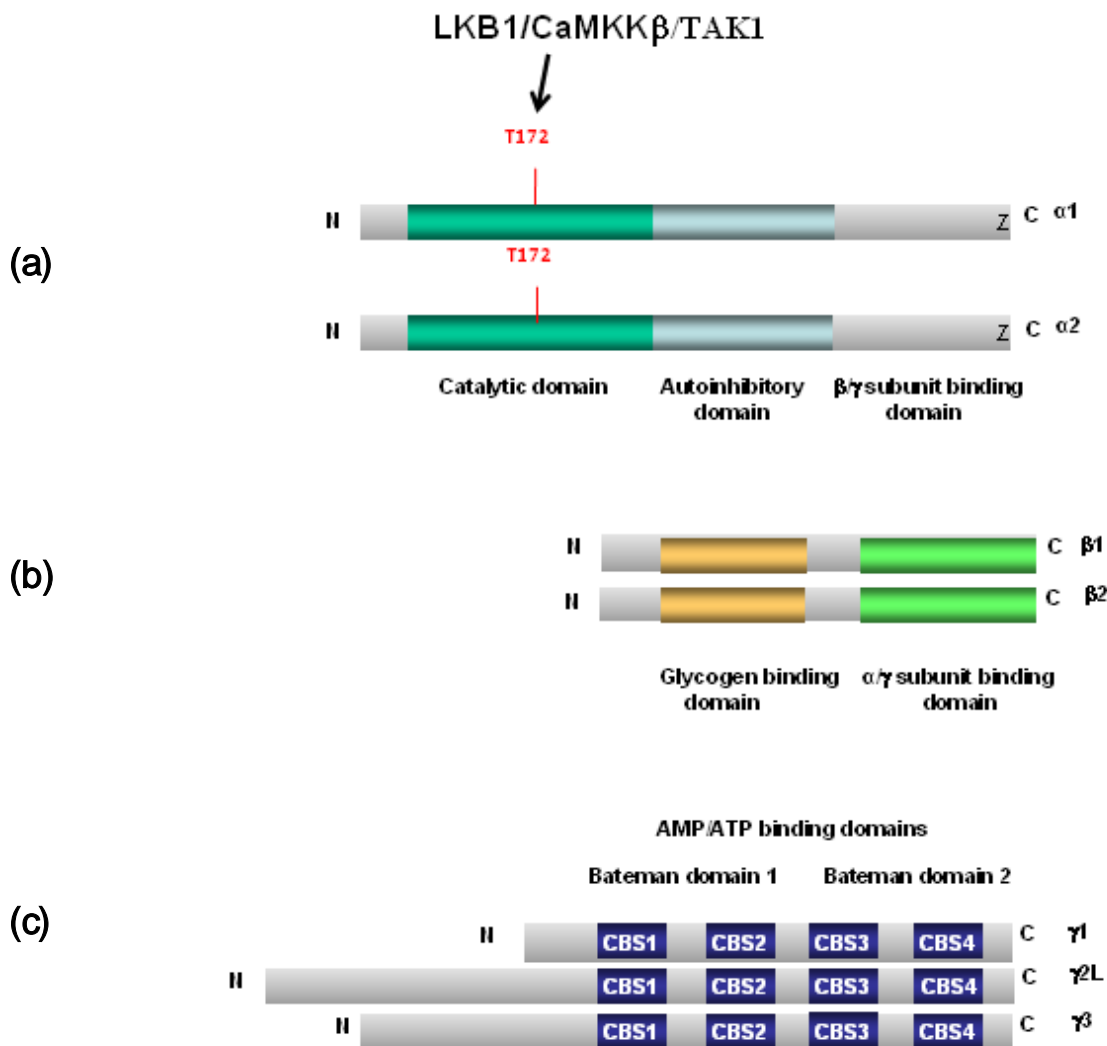 LKB1/CaMKKβ/TAK1
T172
N Z C α1
(a)
T172
N Z C α2
Catalytic domain Autoinhibitory domain β/γ subunit binding domain
N C β1
(b)
N C β2
Glycogen binding domain α/γ subunit binding domain
AMP/ATP binding domains
Bateman domain 1 Bateman domain 2
(c)
N CBS1 CBS2 CBS3 CBS4 C γ1
N CBS1 CBS2 CBS3 CBS4 C γ2L
N CBS1 CBS2 CBS3 CBS4 C γ3